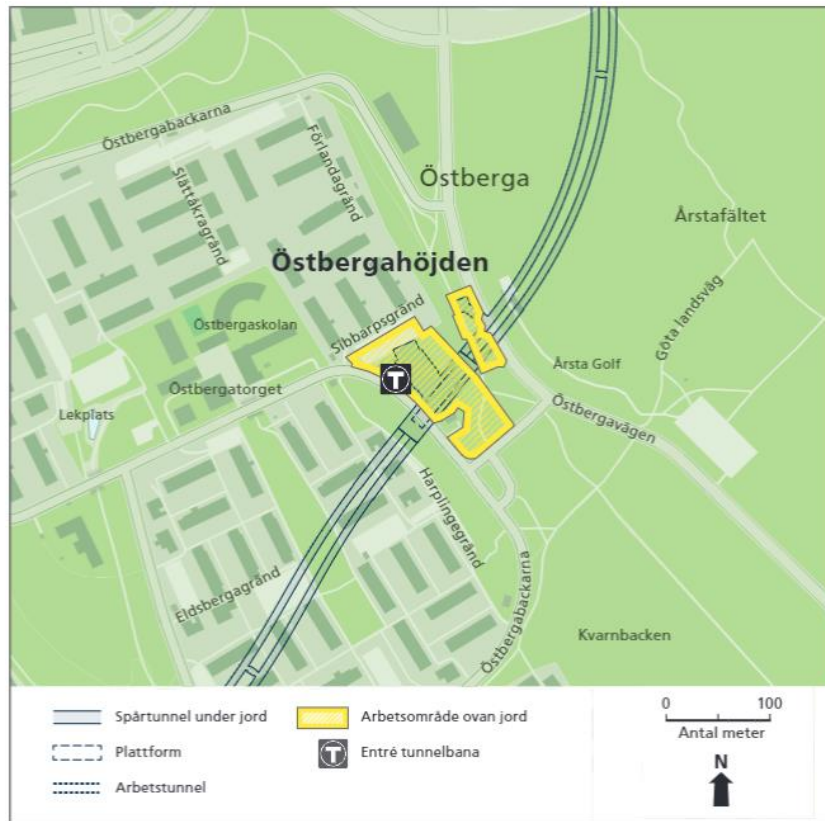 Östbergabackarna
Förlandagränd
Slättåkragränd
Östberga
Årstafältet
Östbergahöjden
Göta landsväg
Sibbarpsgränd
Östbergaskolan
Årsta Golf
Östbergatorget
T
Lekplats
Östbergavägen
Harplingegränd
Eldsbergagränd
Östbergabackarna
Kvarnbacken
Spårtunnel under jord
Arbetsområde ovan jord
Plattform
T
Entré tunnelbana
Arbetstunnel
0 100
Antal meter
N